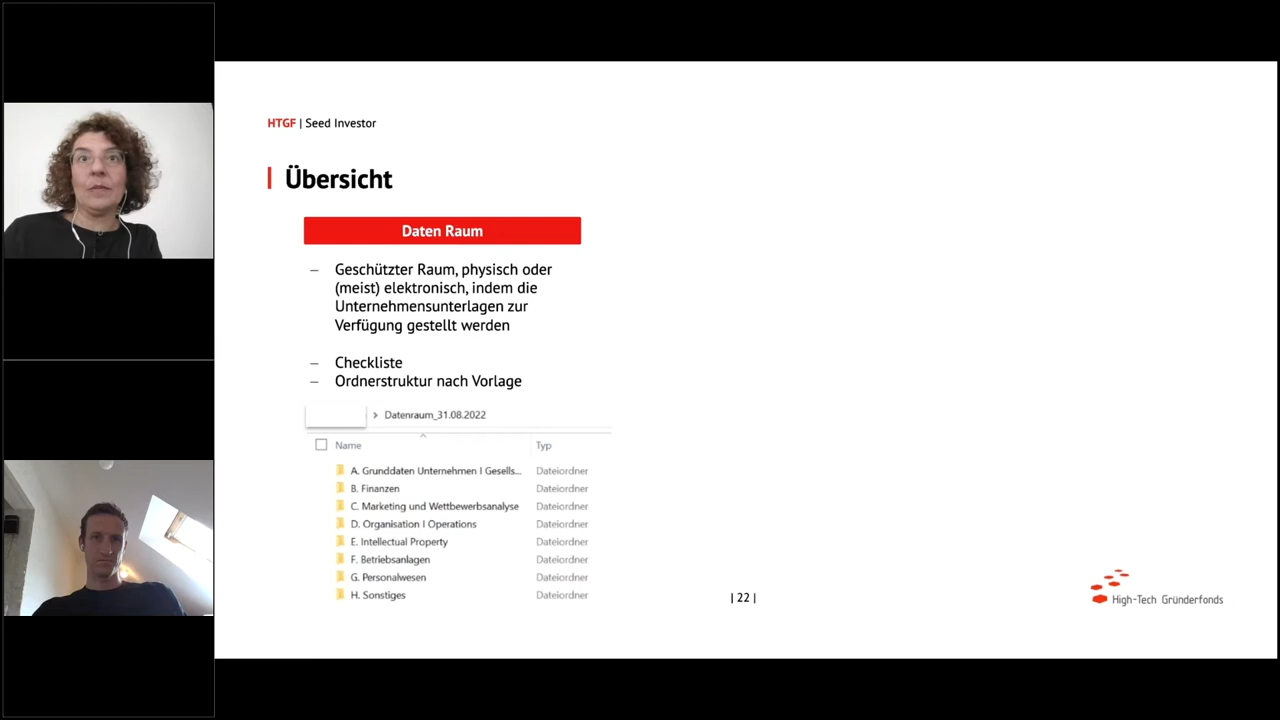 HTGF | Seed Investor
Übersicht
Daten Raum
– Geschützter Raum, physisch oder
(meist) elektronisch, indem die
Unternehmensunterlagen zur
Verfügung gestellt werden
– Checkliste
– Ordnerstruktur nach Vorlage
> Datenraum_31.08.2022
Name Typ
A. Grunddaten Unternehmen I Gesells... Dateiordner
B. Finanzen Dateiordner
C. Marketing und Wettbewerbsanalyse Dateiordner
D. Organisation I Operations Dateiordner
E. Intellectual Property Dateiordner
F. Betriebsanlagen Dateiordner
G. Personalwesen Dateiordner
H. Sonstiges Dateiordner
| 22 |
High-Tech Gründerfonds